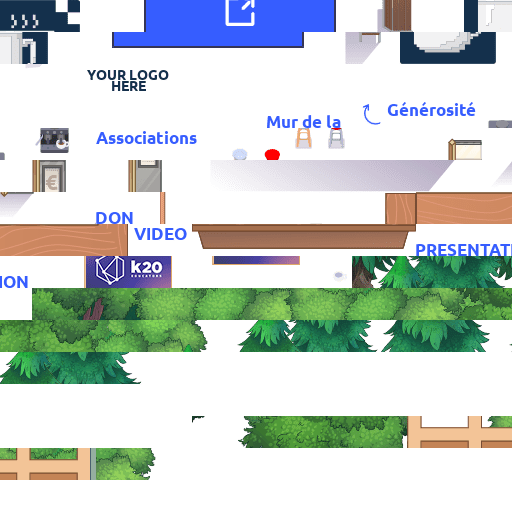 YOUR LOGO
HERE
Générosité
Mur de la
Associations
€
DON
VIDEO
PRESENTAT
ION
k20